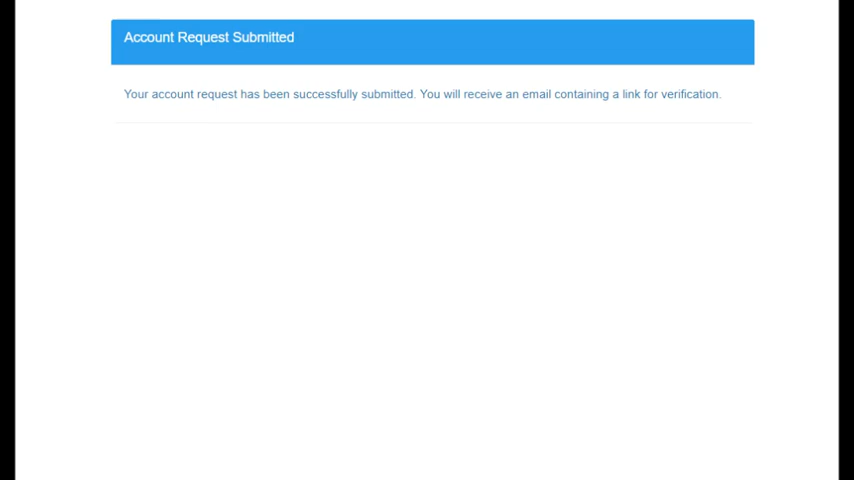 Account Request Submitted
Your account request has been successfully submitted. You will receive an email containing a link for verification.